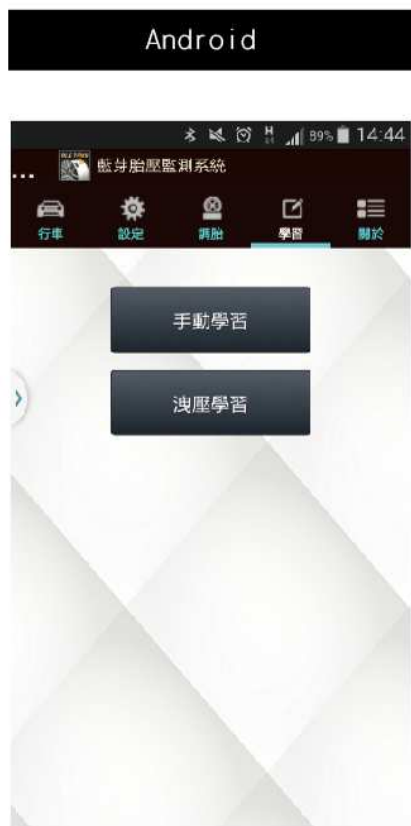 Android
89% 14:44
... 藍芽胎壓監測系統
行車 設定 調胎 學習 關於
手動學習
洩壓學習